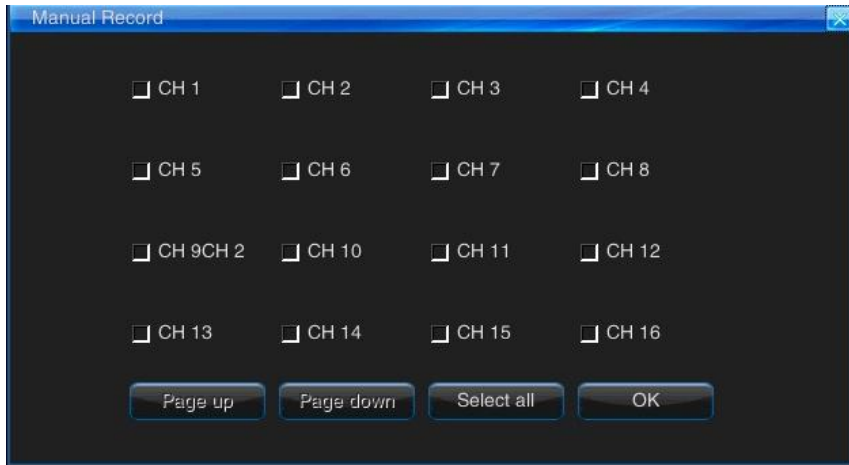 Manual Record
CH 1 CH 2 CH 3 CH 4
CH 5 CH 6 CH 7 CH 8
CH 9CH 2 CH 10 CH 11 CH 12
CH 13 CH 14 CH 15 CH 16
Page up Page down Select all OK